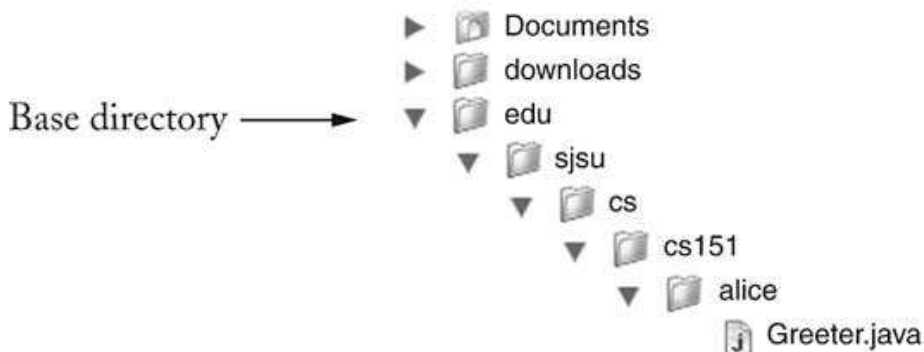 Documents
downloads
Base directory
edu
sjsu
cs
cs151
alice
Greeter.java